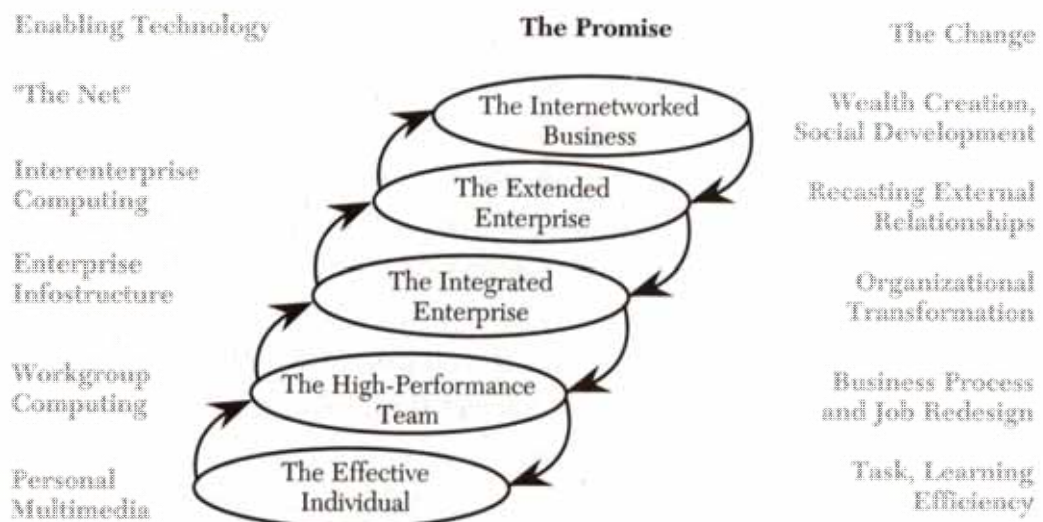 Enabling Technology
The Promise
The Change
"The Net"
The Internetworked
Business
Wealth Creation,
Social Development
Interenterprise
Computing
The Extended
Enterprise
Recasting External
Relationships
Enterprise
Infostructure
The Integrated
Enterprise
Organizational
Transformation
Workgroup
Computing
The High-Performance
Team
Business Process
and Job Redesign
Personal
Multimedia
The Effective
Individual
Task, Learning
Efficiency